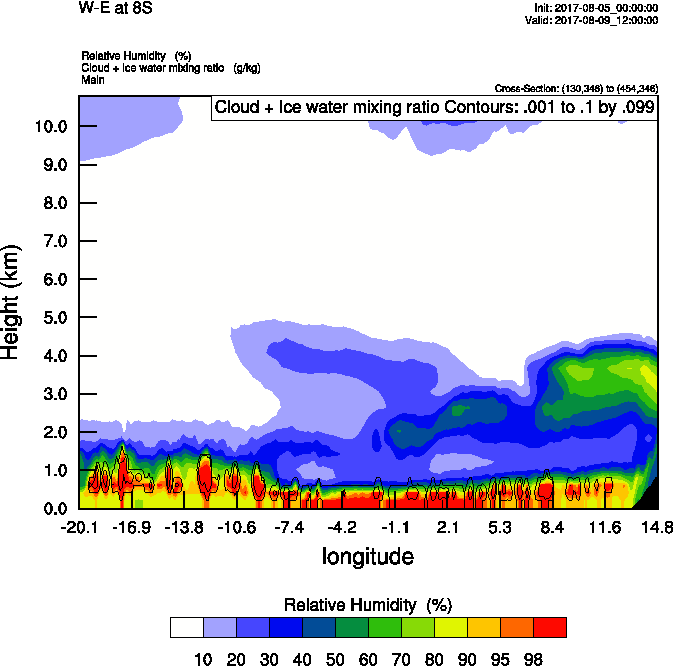 W-E at 8S
Init: 2017-08-05_00:00:00
Valid: 2017-08-09_12:00:00
Relative Humidity (%)
Cloud + Ice water mixing ratio (g/kg)
Main
Cross-Section: (130,346) to (454,346)
Cloud + Ice water mixing ratio Contours: .001 to .1 by .099
10.0
9.0
8.0
7.0
6.0
5.0
4.0
3.0
2.0
1.0
0.0
Height (km)
-20.1 -16.9 -13.8 -10.6 -7.4 -4.2 -1.1 2.1 5.3 8.4 11.6 14.8
longitude
Relative Humidity (%)
10 20 30 40 50 60 70 80 90 95 98